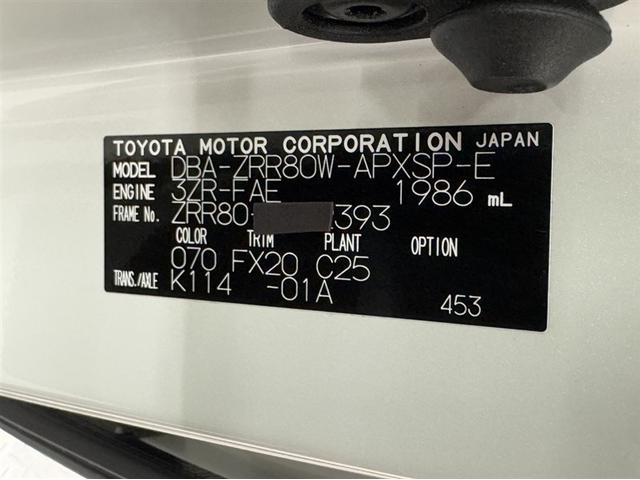 TOYOTA MOTOR CORPORATION JAPAN
MODEL DBA-ZRR80W-APXSP-E
ENGINE 3ZR-FAE 1986 mL
FRAME No. ZRR80- 393
COLOR TRIM PLANT OPTION
070 FX20 C25
TRANS./AXLE K114 -01A
453